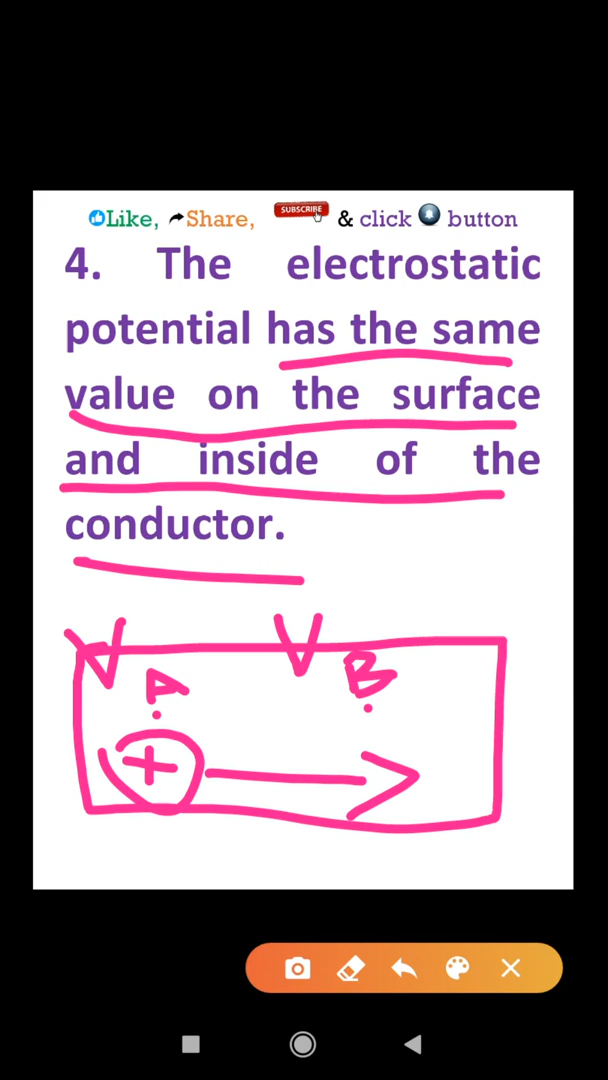 Like, Share, SUBSCRIBE & click button
4. The electrostatic
potential has the same
value on the surface
and inside of the
conductor.
V V
A B
+